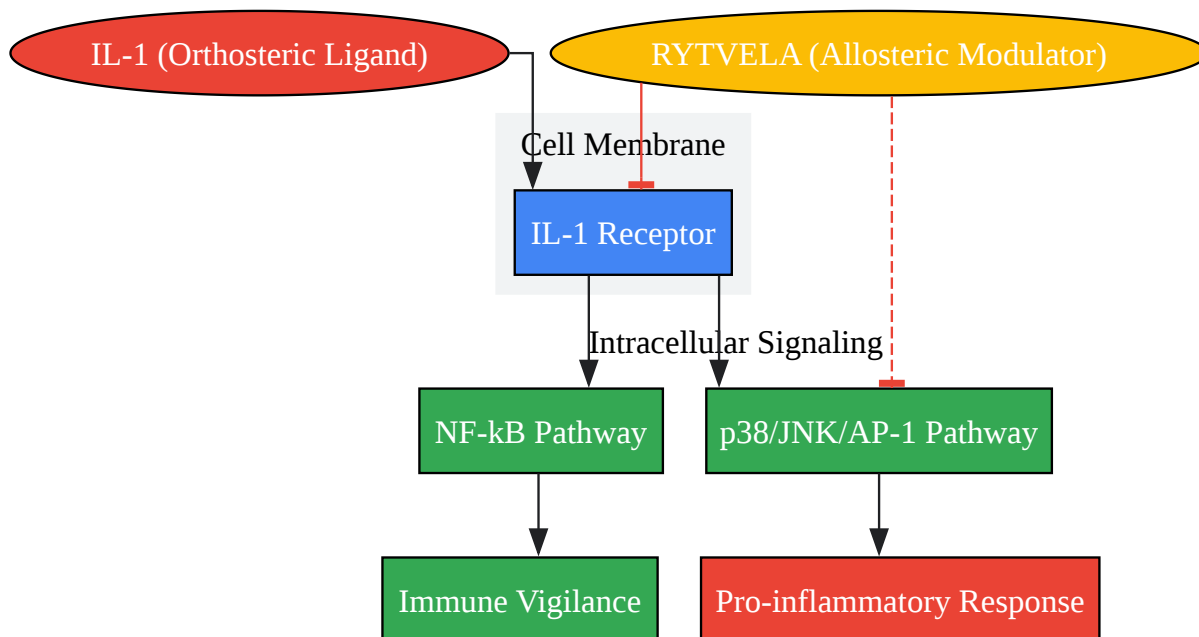 IL-1 (Orthosteric Ligand)
RYTVELA (Allosteric Modulator)
Cell Membrane
IL-1 Receptor
Intracellular Signaling
NF-kB Pathway
p38/JNK/AP-1 Pathway
Immune Vigilance
Pro-inflammatory Response